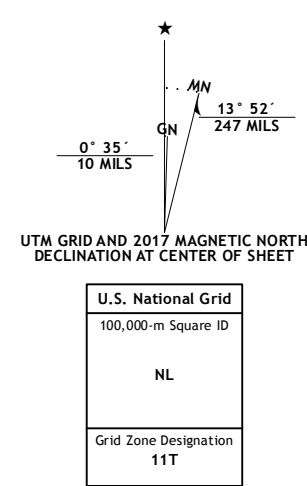 MN
13° 52´
247 MILS
GN
0° 35´
10 MILS
UTM GRID AND 2017 MAGNETIC NORTH
DECLINATION AT CENTER OF SHEET
U.S. National Grid
100,000-m Square ID
NL
Grid Zone Designation
11T